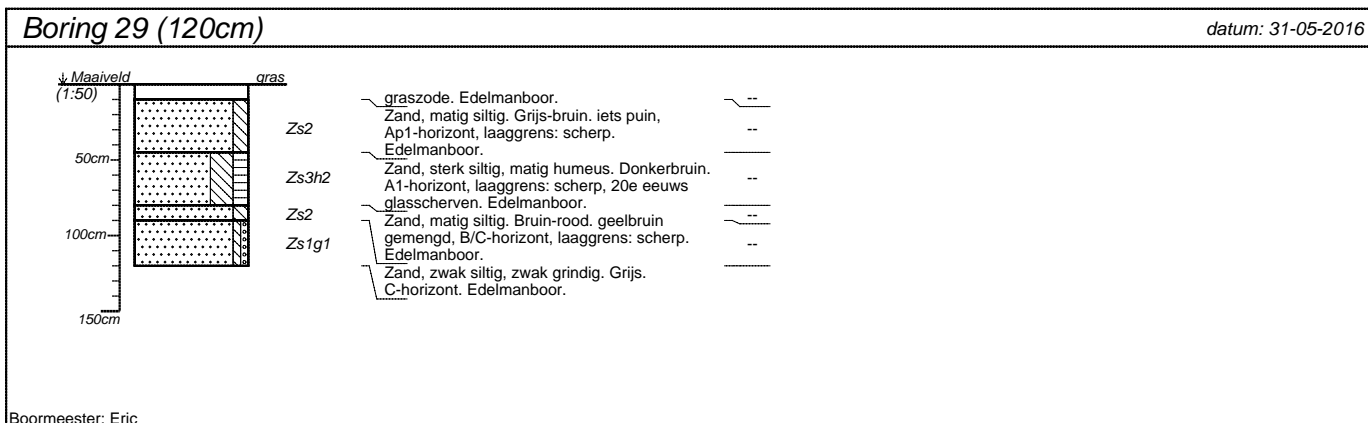 Boring 29 (120cm)
datum: 31-05-2016
Maaiveld
gras
(1:50)
50cm
100cm
150cm
Zs2
Zs3h2
Zs2
Zs1g1
graszode. Edelmanboor.
Zand, matig siltig. Grijs-bruin. iets puin,
Ap1-horizont, laaggrens: scherp.
Edelmanboor.
Zand, sterk siltig, matig humeus. Donkerbruin.
A1-horizont, laaggrens: scherp, 20e eeuws
glasscherven. Edelmanboor.
Zand, matig siltig. Bruin-rood. geelbruin
gemengd, B/C-horizont, laaggrens: scherp.
Edelmanboor.
Zand, zwak siltig, zwak grindig. Grijs.
C-horizont. Edelmanboor.
--
--
--
--
--
Boormeester: Eric